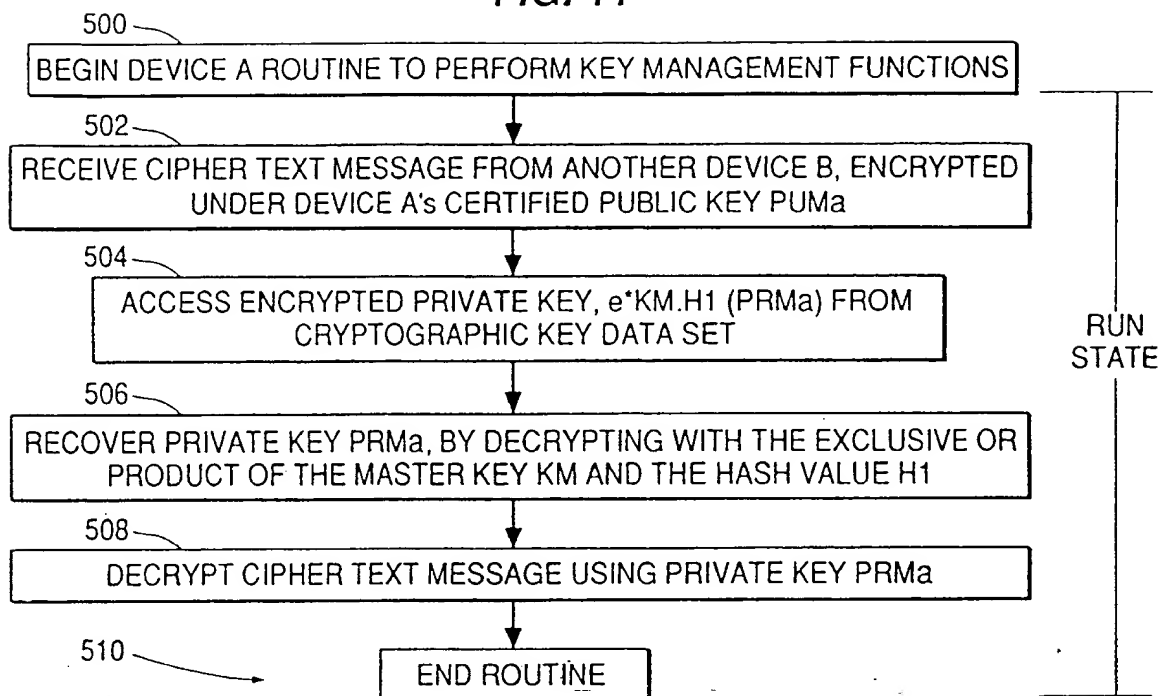 500
BEGIN DEVICE A ROUTINE TO PERFORM KEY MANAGEMENT FUNCTIONS
502
RECEIVE CIPHER TEXT MESSAGE FROM ANOTHER DEVICE B, ENCRYPTED
UNDER DEVICE A's CERTIFIED PUBLIC KEY PUMa
504
ACCESS ENCRYPTED PRIVATE KEY, e*KM.H1 (PRMa) FROM
CRYPTOGRAPHIC KEY DATA SET
RUN
STATE
506
RECOVER PRIVATE KEY PRMa, BY DECRYPTING WITH THE EXCLUSIVE OR
PRODUCT OF THE MASTER KEY KM AND THE HASH VALUE H1
508
DECRYPT CIPHER TEXT MESSAGE USING PRIVATE KEY PRMa
510
END ROUTINE